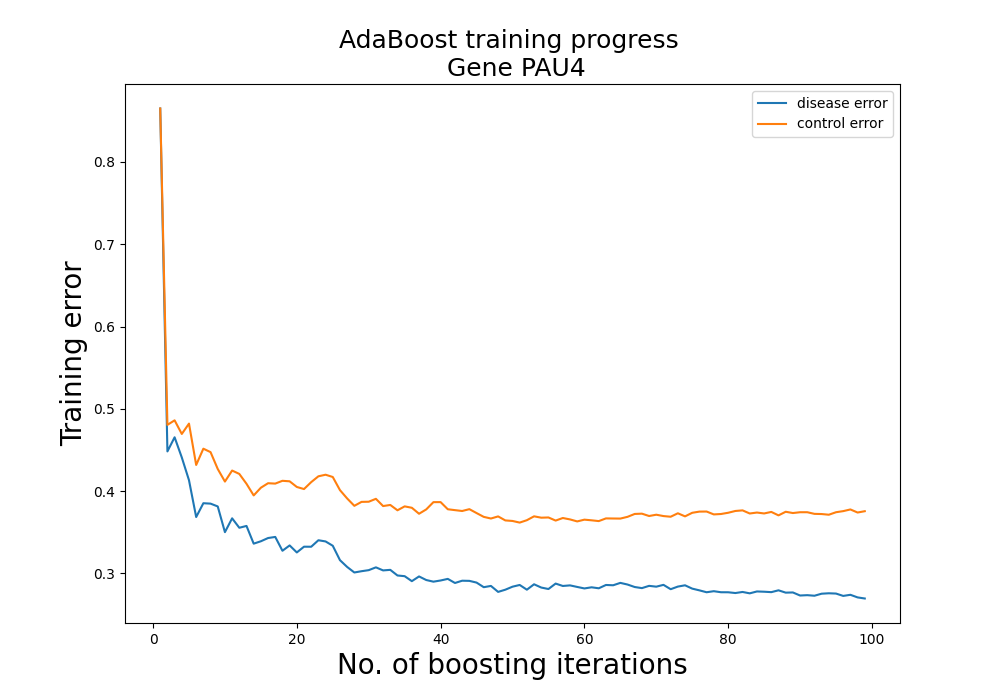 AdaBoost training progress
Gene PAU4
disease error
control error
Training error
0.8
0.7
0.6
0.5
0.4
0.3
0
20
40
60
80
100
No. of boosting iterations